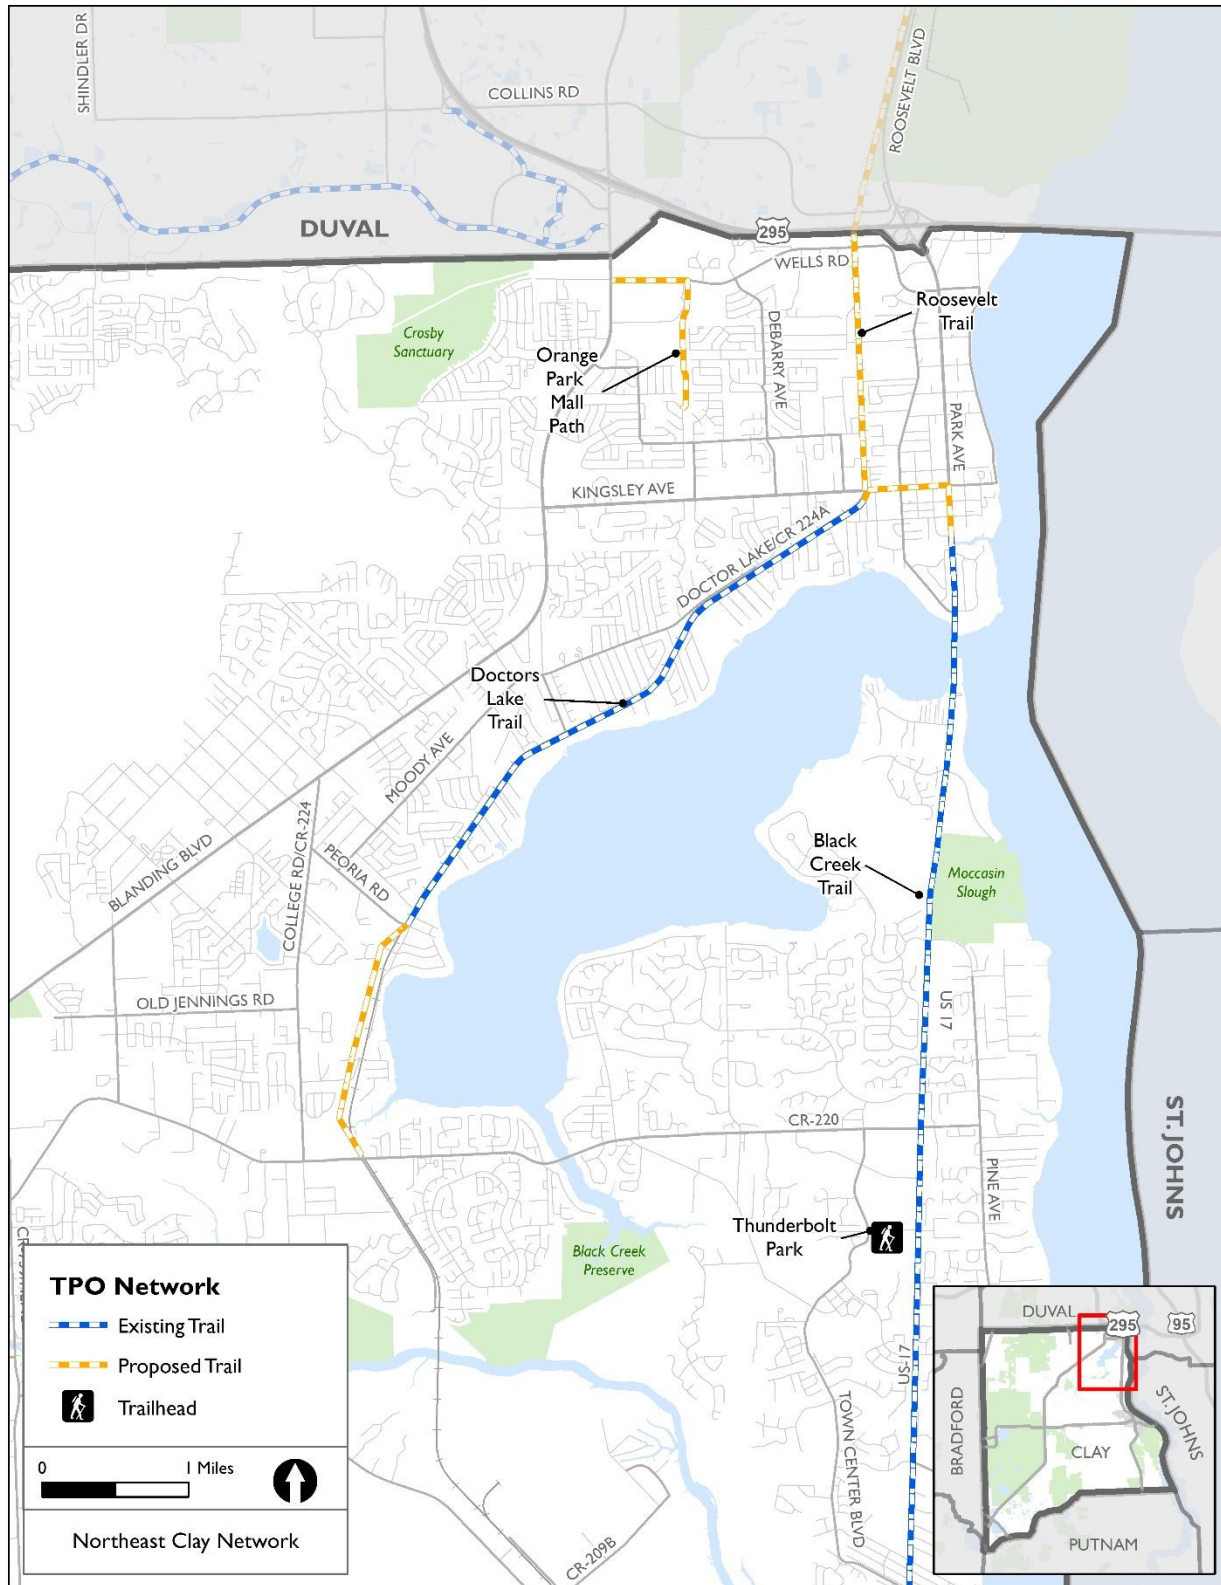 SHINDLER DR
COLLINS RD
ROOSEVELT BLVD
DUVAL
295
WELLS RD
Roosevelt
Trail
Crosby
Sanctuary
Orange
Park
Mall
Path
DEBARRY AVE
PARK AVE
KINGSLEY AVE
DOCTOR LAKE/CR 224A
Doctors
Lake
Trail
MOODY AVE
BLANDING BLVD
COLLEGE RD/CR-224
PEORIA RD
Black
Creek
Trail
Moccasin
Slough
OLD JENNINGS RD
US 17
CR-220
ST. JOHNS
PINE AVE
Thunderbolt
Park
Black Creek
Preserve
US-17
TOWN CENTER BLVD
CR-209B
TPO Network
Existing Trail
Proposed Trail
Trailhead
0
1 Miles
Northeast Clay Network
DUVAL
295
95
BRADFORD
ST. JOHNS
CLAY
PUTNAM